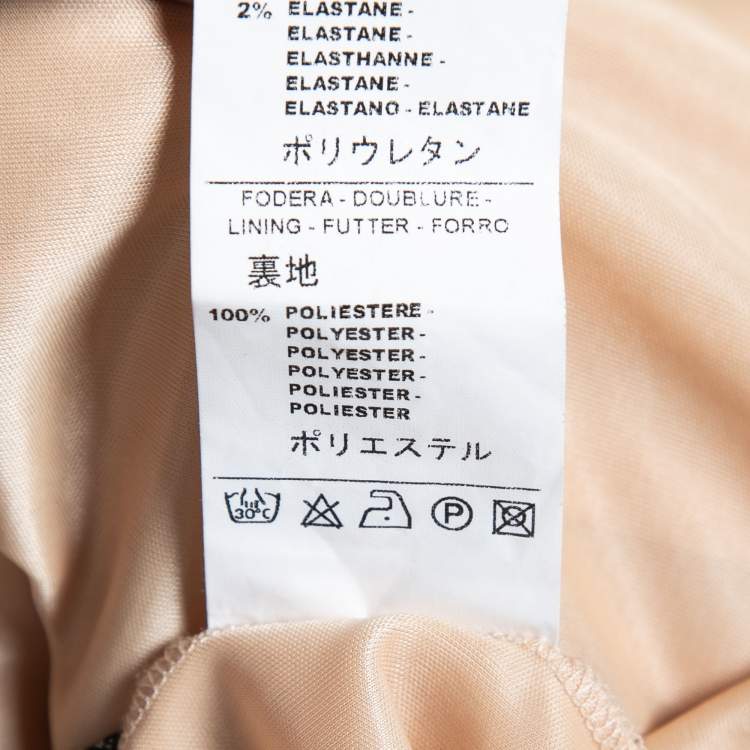 2% ELASTANE -
ELASTANE -
ELASTHANNE -
ELASTANE -
ELASTANO - ELASTANE
ポリウレタン
FODERA - DOUBLURE -
LINING - FUTTER - FORRO
裏地
100% POLIESTERE -
POLYESTER -
POLYESTER -
POLYESTER -
POLIESTER -
POLIESTER
ポリエステル
30°C P